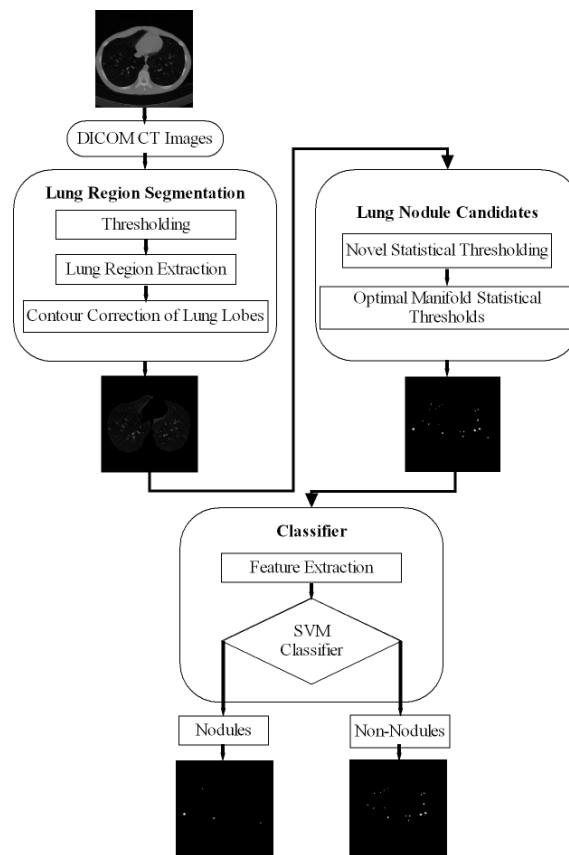 DICOM CT Images
Lung Region Segmentation
Thresholding
Lung Region Extraction
Contour Correction of Lung Lobes
Lung Nodule Candidates
Novel Statistical Thresholding
Optimal Manifold Statistical
Thresholds
Classifier
Feature Extraction
SVM
Classifier
Nodules
Non-Nodules